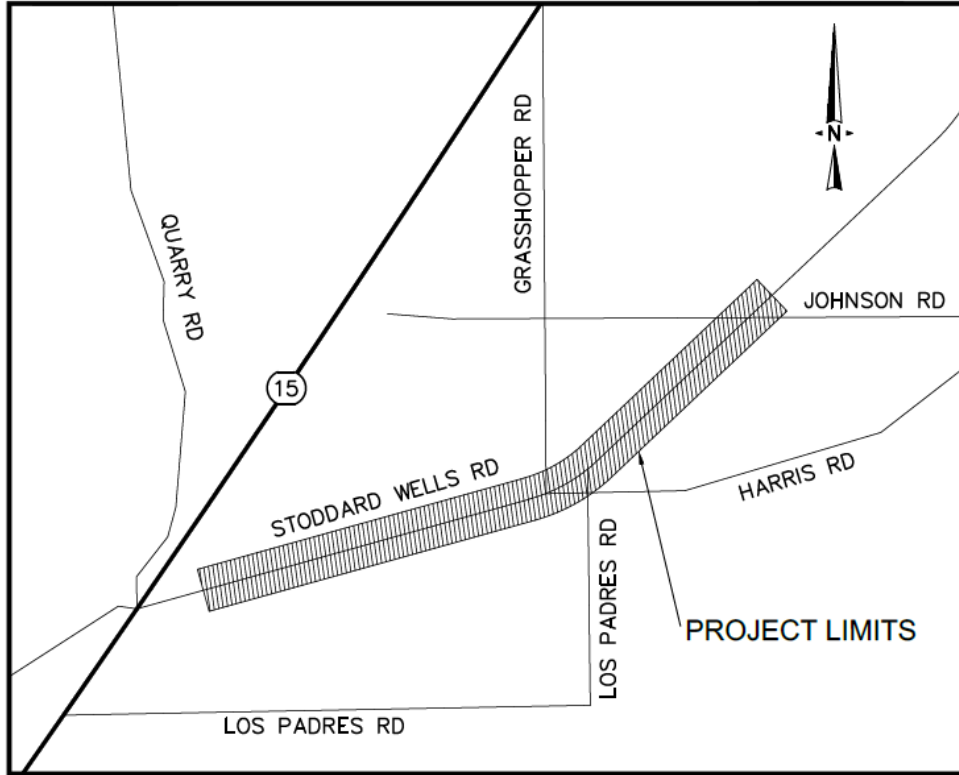 GRASSHOPPER RD
N
QUARRY RD
JOHNSON RD
15
STODDARD WELLS RD
HARRIS RD
LOS PADRES RD
PROJECT LIMITS
LOS PADRES RD